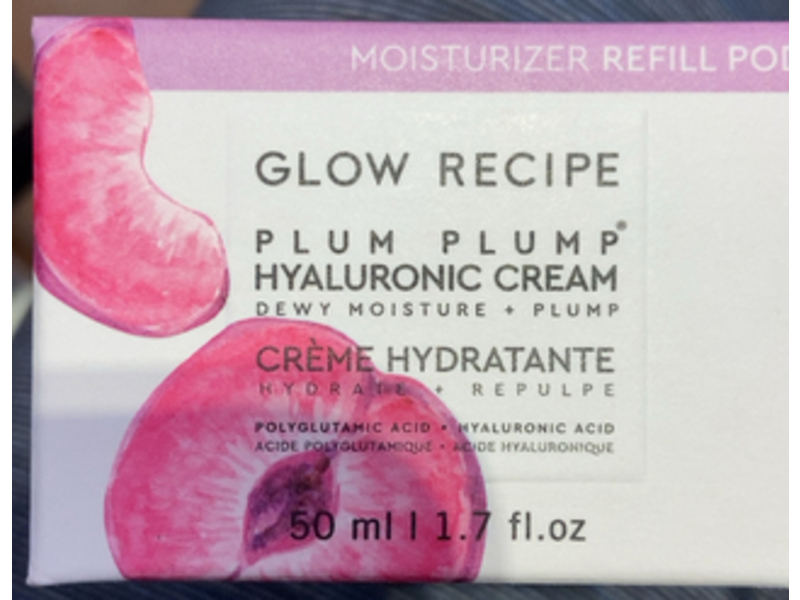 MOISTURIZER REFILL POD
GLOW RECIPE
PLUM PLUMP®
HYALURONIC CREAM
DEWY MOISTURE + PLUMP
CRÈME HYDRATANTE
HYDRATE + REPULPE
POLYGLUTAMIC ACID • HYALURONIC ACID
ACIDE POLYGLUTAMIQUE • ACIDE HYALURONIQUE
50 ml | 1.7 fl.oz